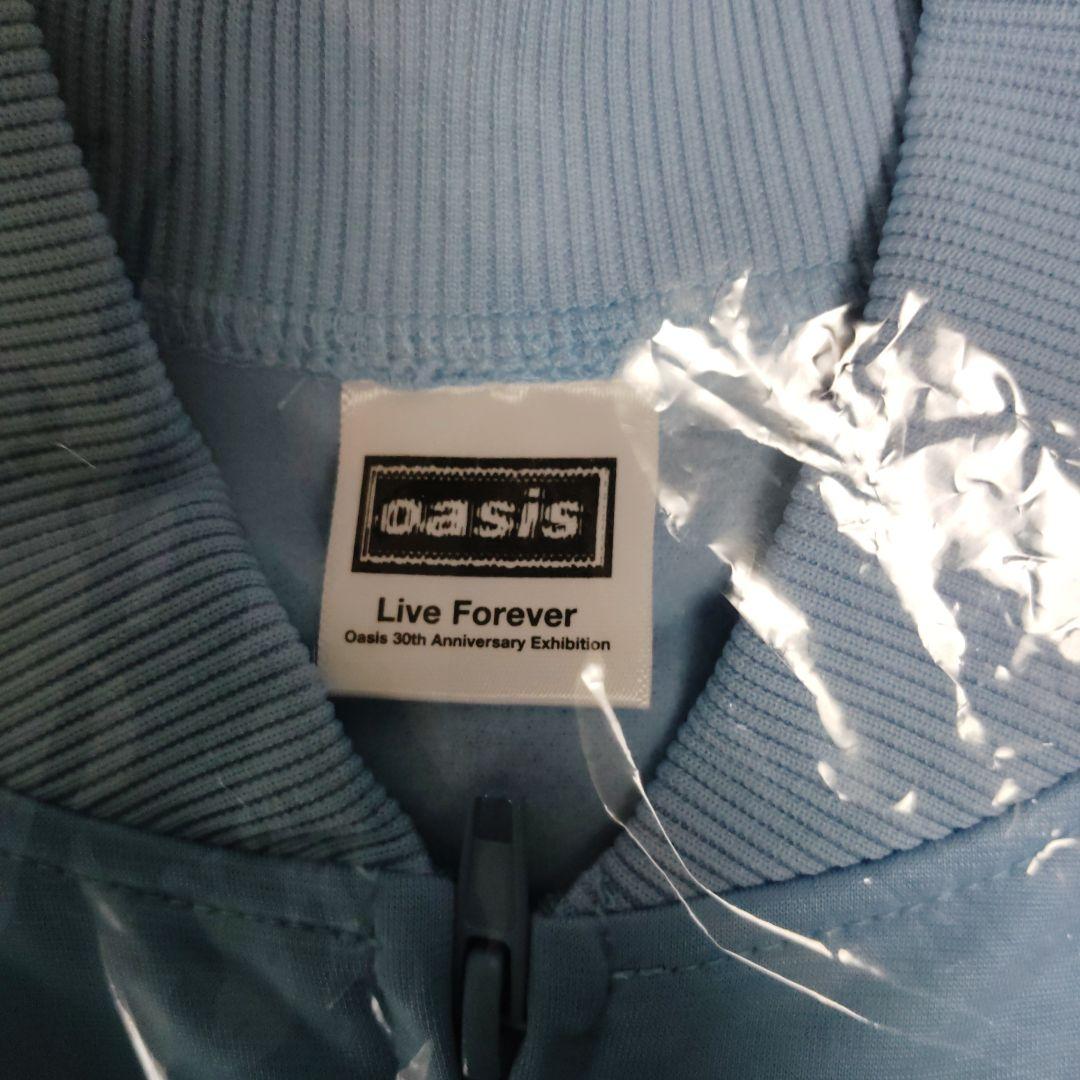 oasis
Live Forever
Oasis 30th Anniversary Exhibition